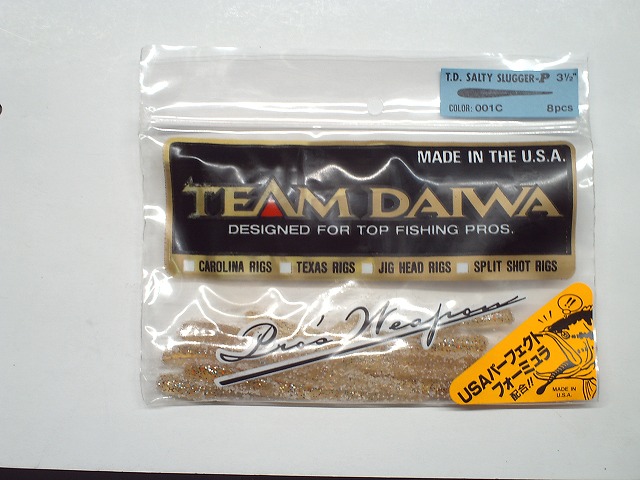 T.D. SALTY SLUGGER-P 3½"
COLOR: 001C 8pcs
MADE IN THE U.S.A.
TEAM DAIWA
DESIGNED FOR TOP FISHING PROS.
CAROLINA RIGS TEXAS RIGS JIG HEAD RIGS SPLIT SHOT RIGS
Pro's Weapon
!!
USAパーフェクト
フォーミュラ
配合!!
MADE IN
U.S.A.